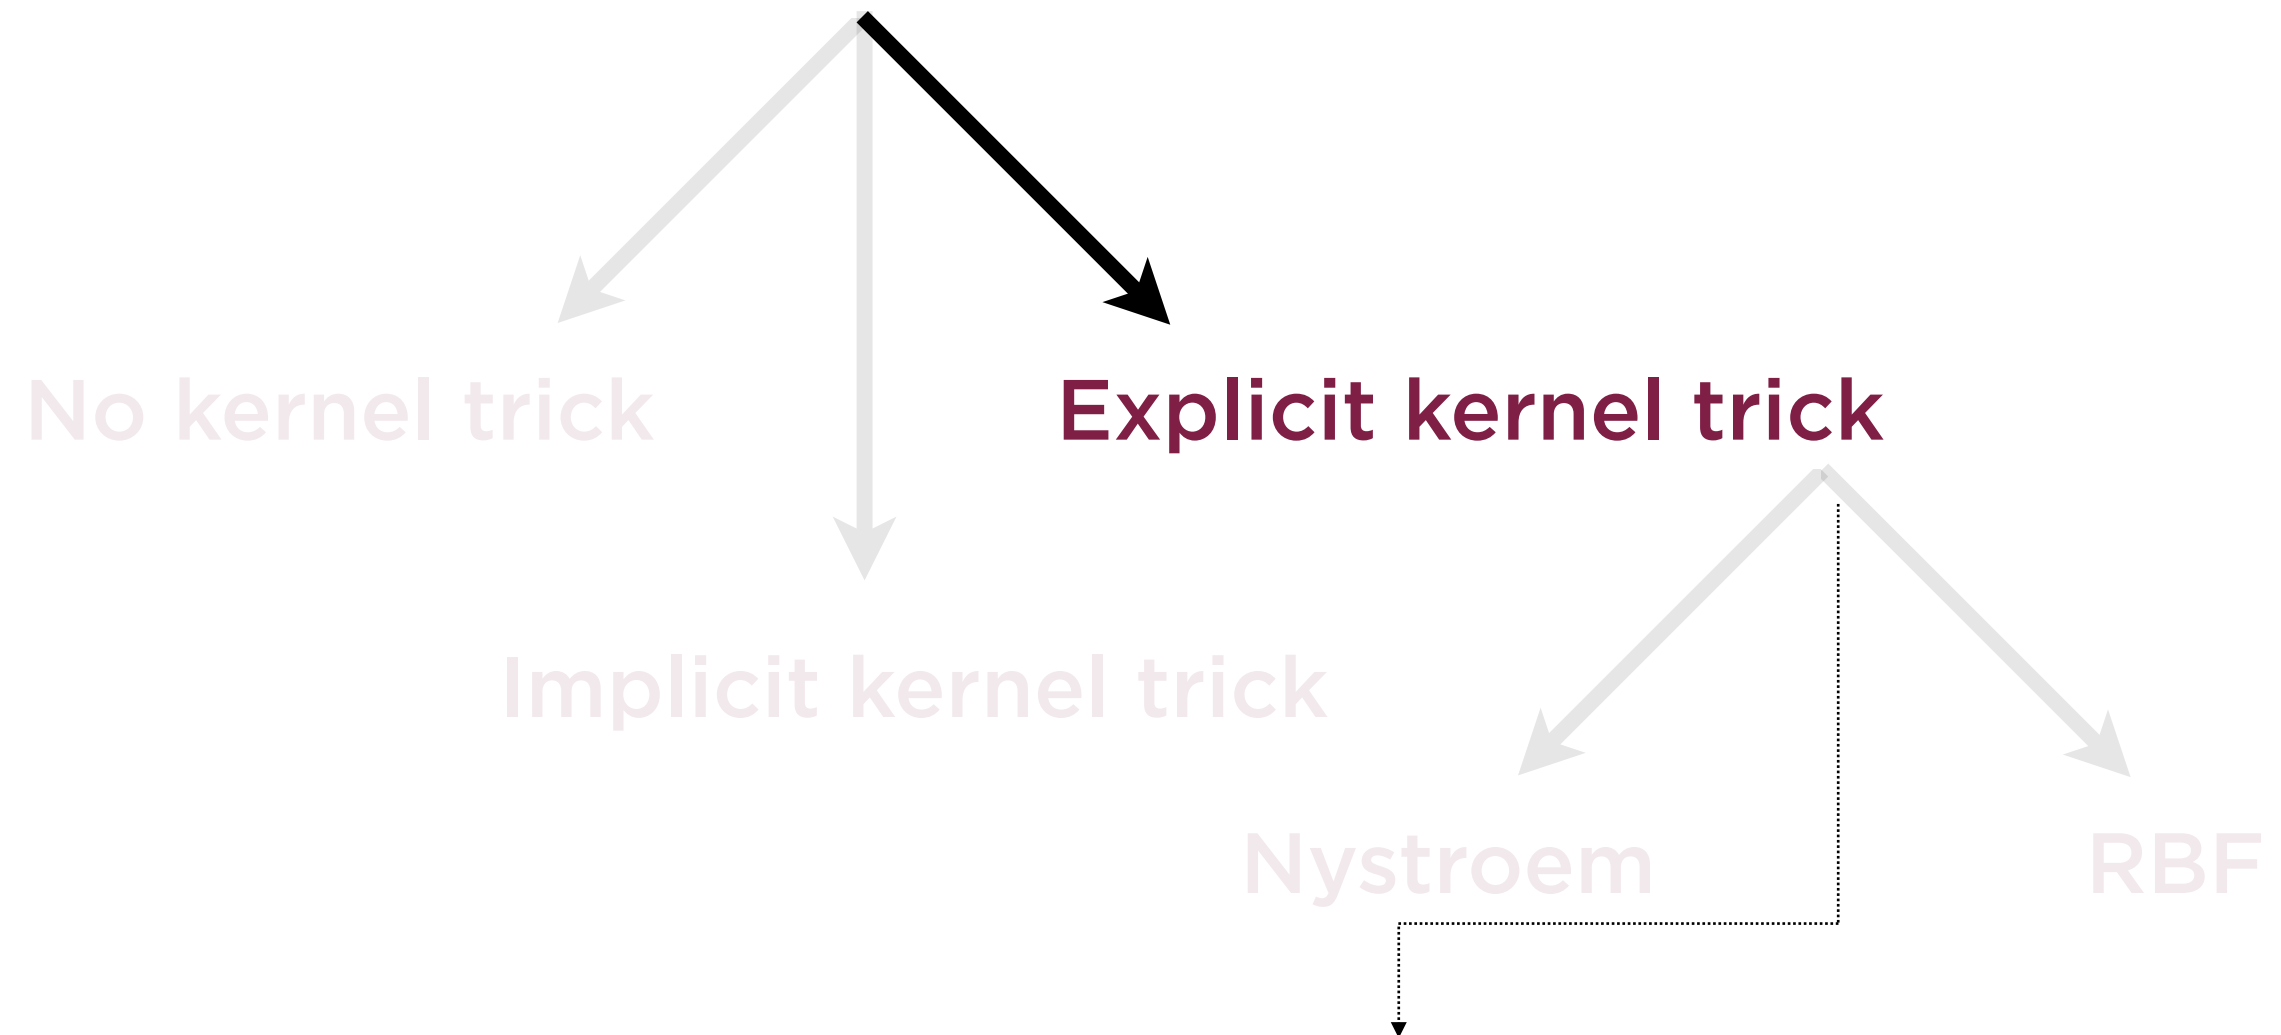 No kernel trick
Explicit kernel trick
Implicit kernel trick
Nystroem
RBF